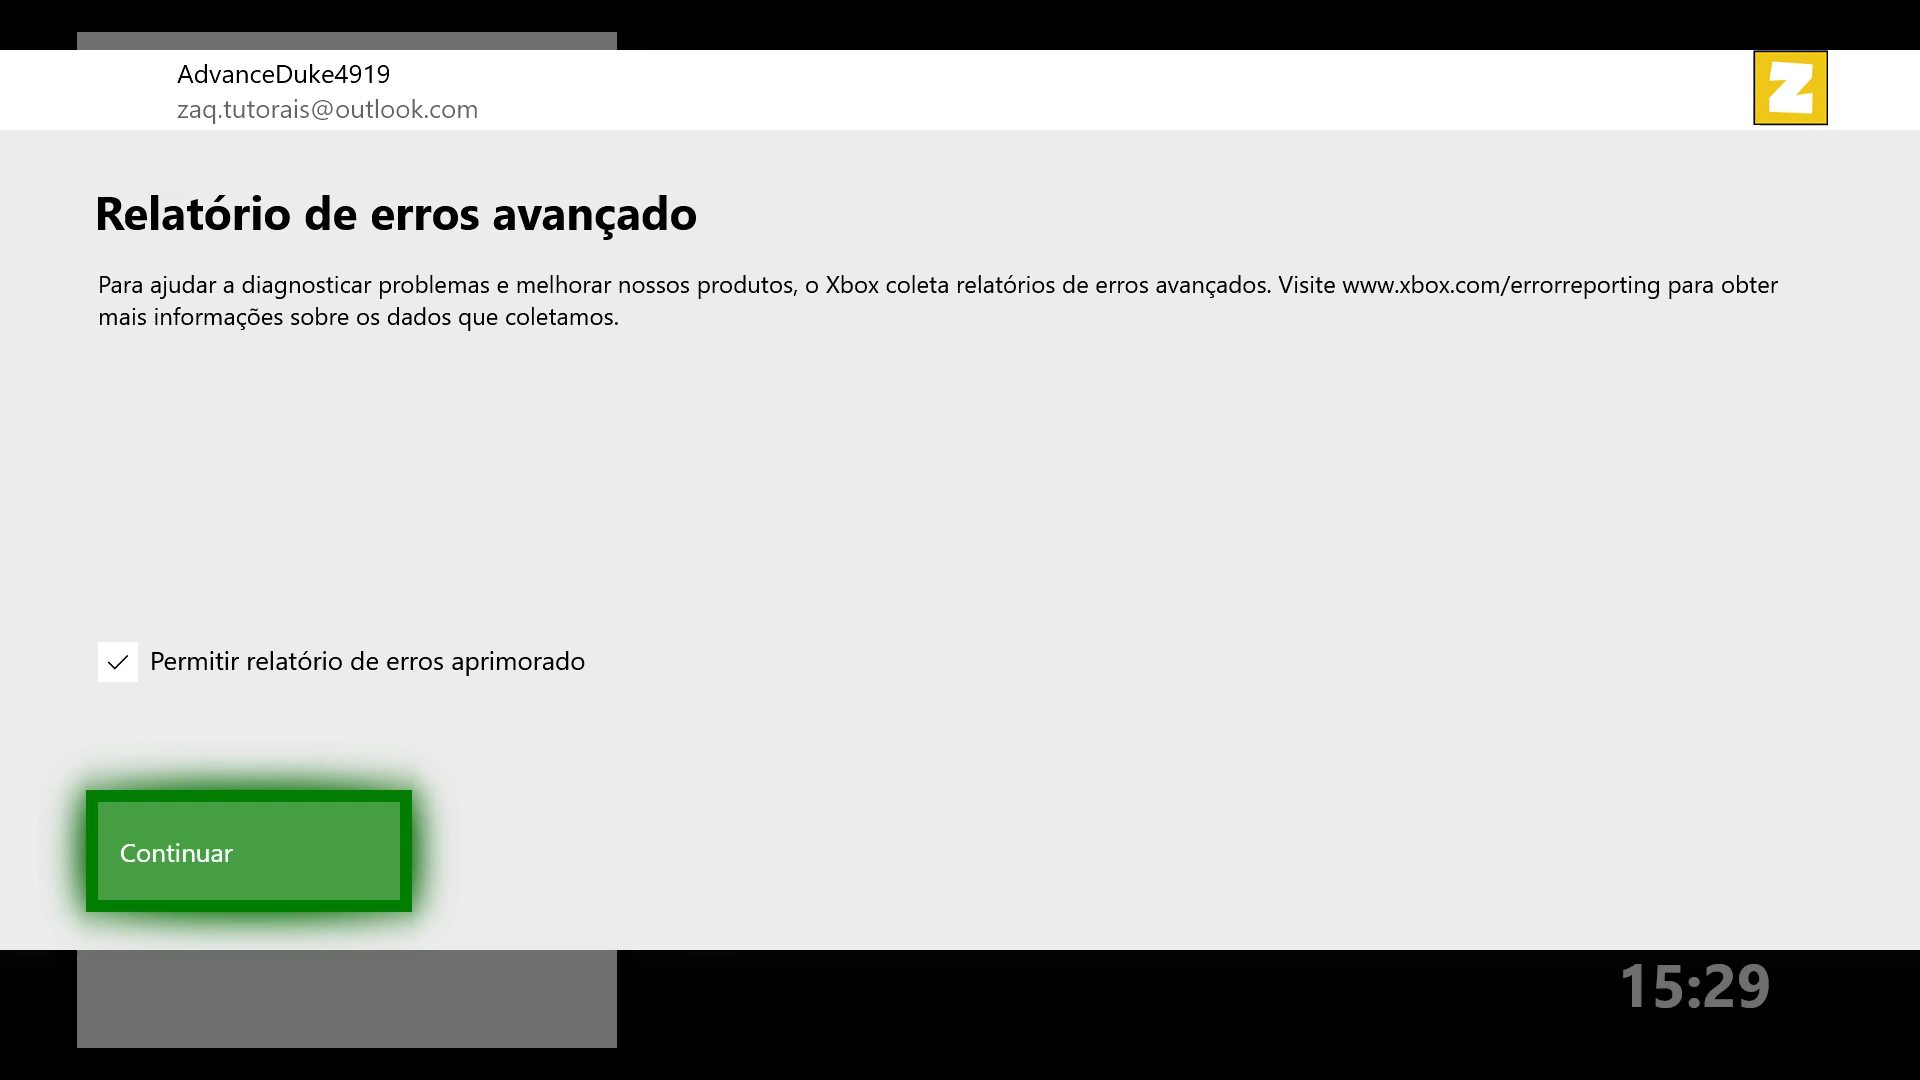 AdvanceDuke4919
zaq.tutorais@outlook.com
Z
Relatório de erros avançado
Para ajudar a diagnosticar problemas e melhorar nossos produtos, o Xbox coleta relatórios de erros avançados. Visite www.xbox.com/errorreporting para obter
mais informações sobre os dados que coletamos.
Permitir relatório de erros aprimorado
Continuar
15:29